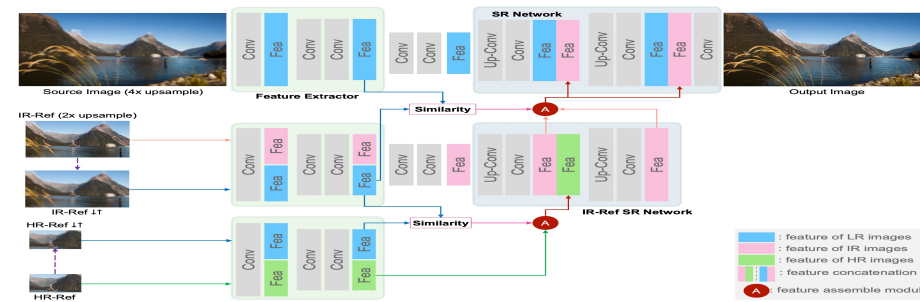 SR Network
Conv
Fea
Conv
Conv
Fea
Conv
Conv
Fea
Up-Conv
Conv
Fea
Fea
Up-Conv
Conv
Fea
Fea
Conv
Source Image (4x upsample)
Feature Extractor
Output Image
Similarity
A
IR-Ref (2x upsample)
Conv
Fea
Fea
Conv
Conv
Fea
Fea
Conv
Conv
Fea
Up-Conv
Conv
Fea
Fea
Up-Conv
Conv
Fea
IR-Ref ↓↑
IR-Ref SR Network
HR-Ref ↓↑
Similarity
A
Conv
Fea
Fea
Conv
Conv
Fea
Fea
HR-Ref
: feature of LR images
: feature of IR images
: feature of HR images
: feature concatenation
A : feature assemble modul